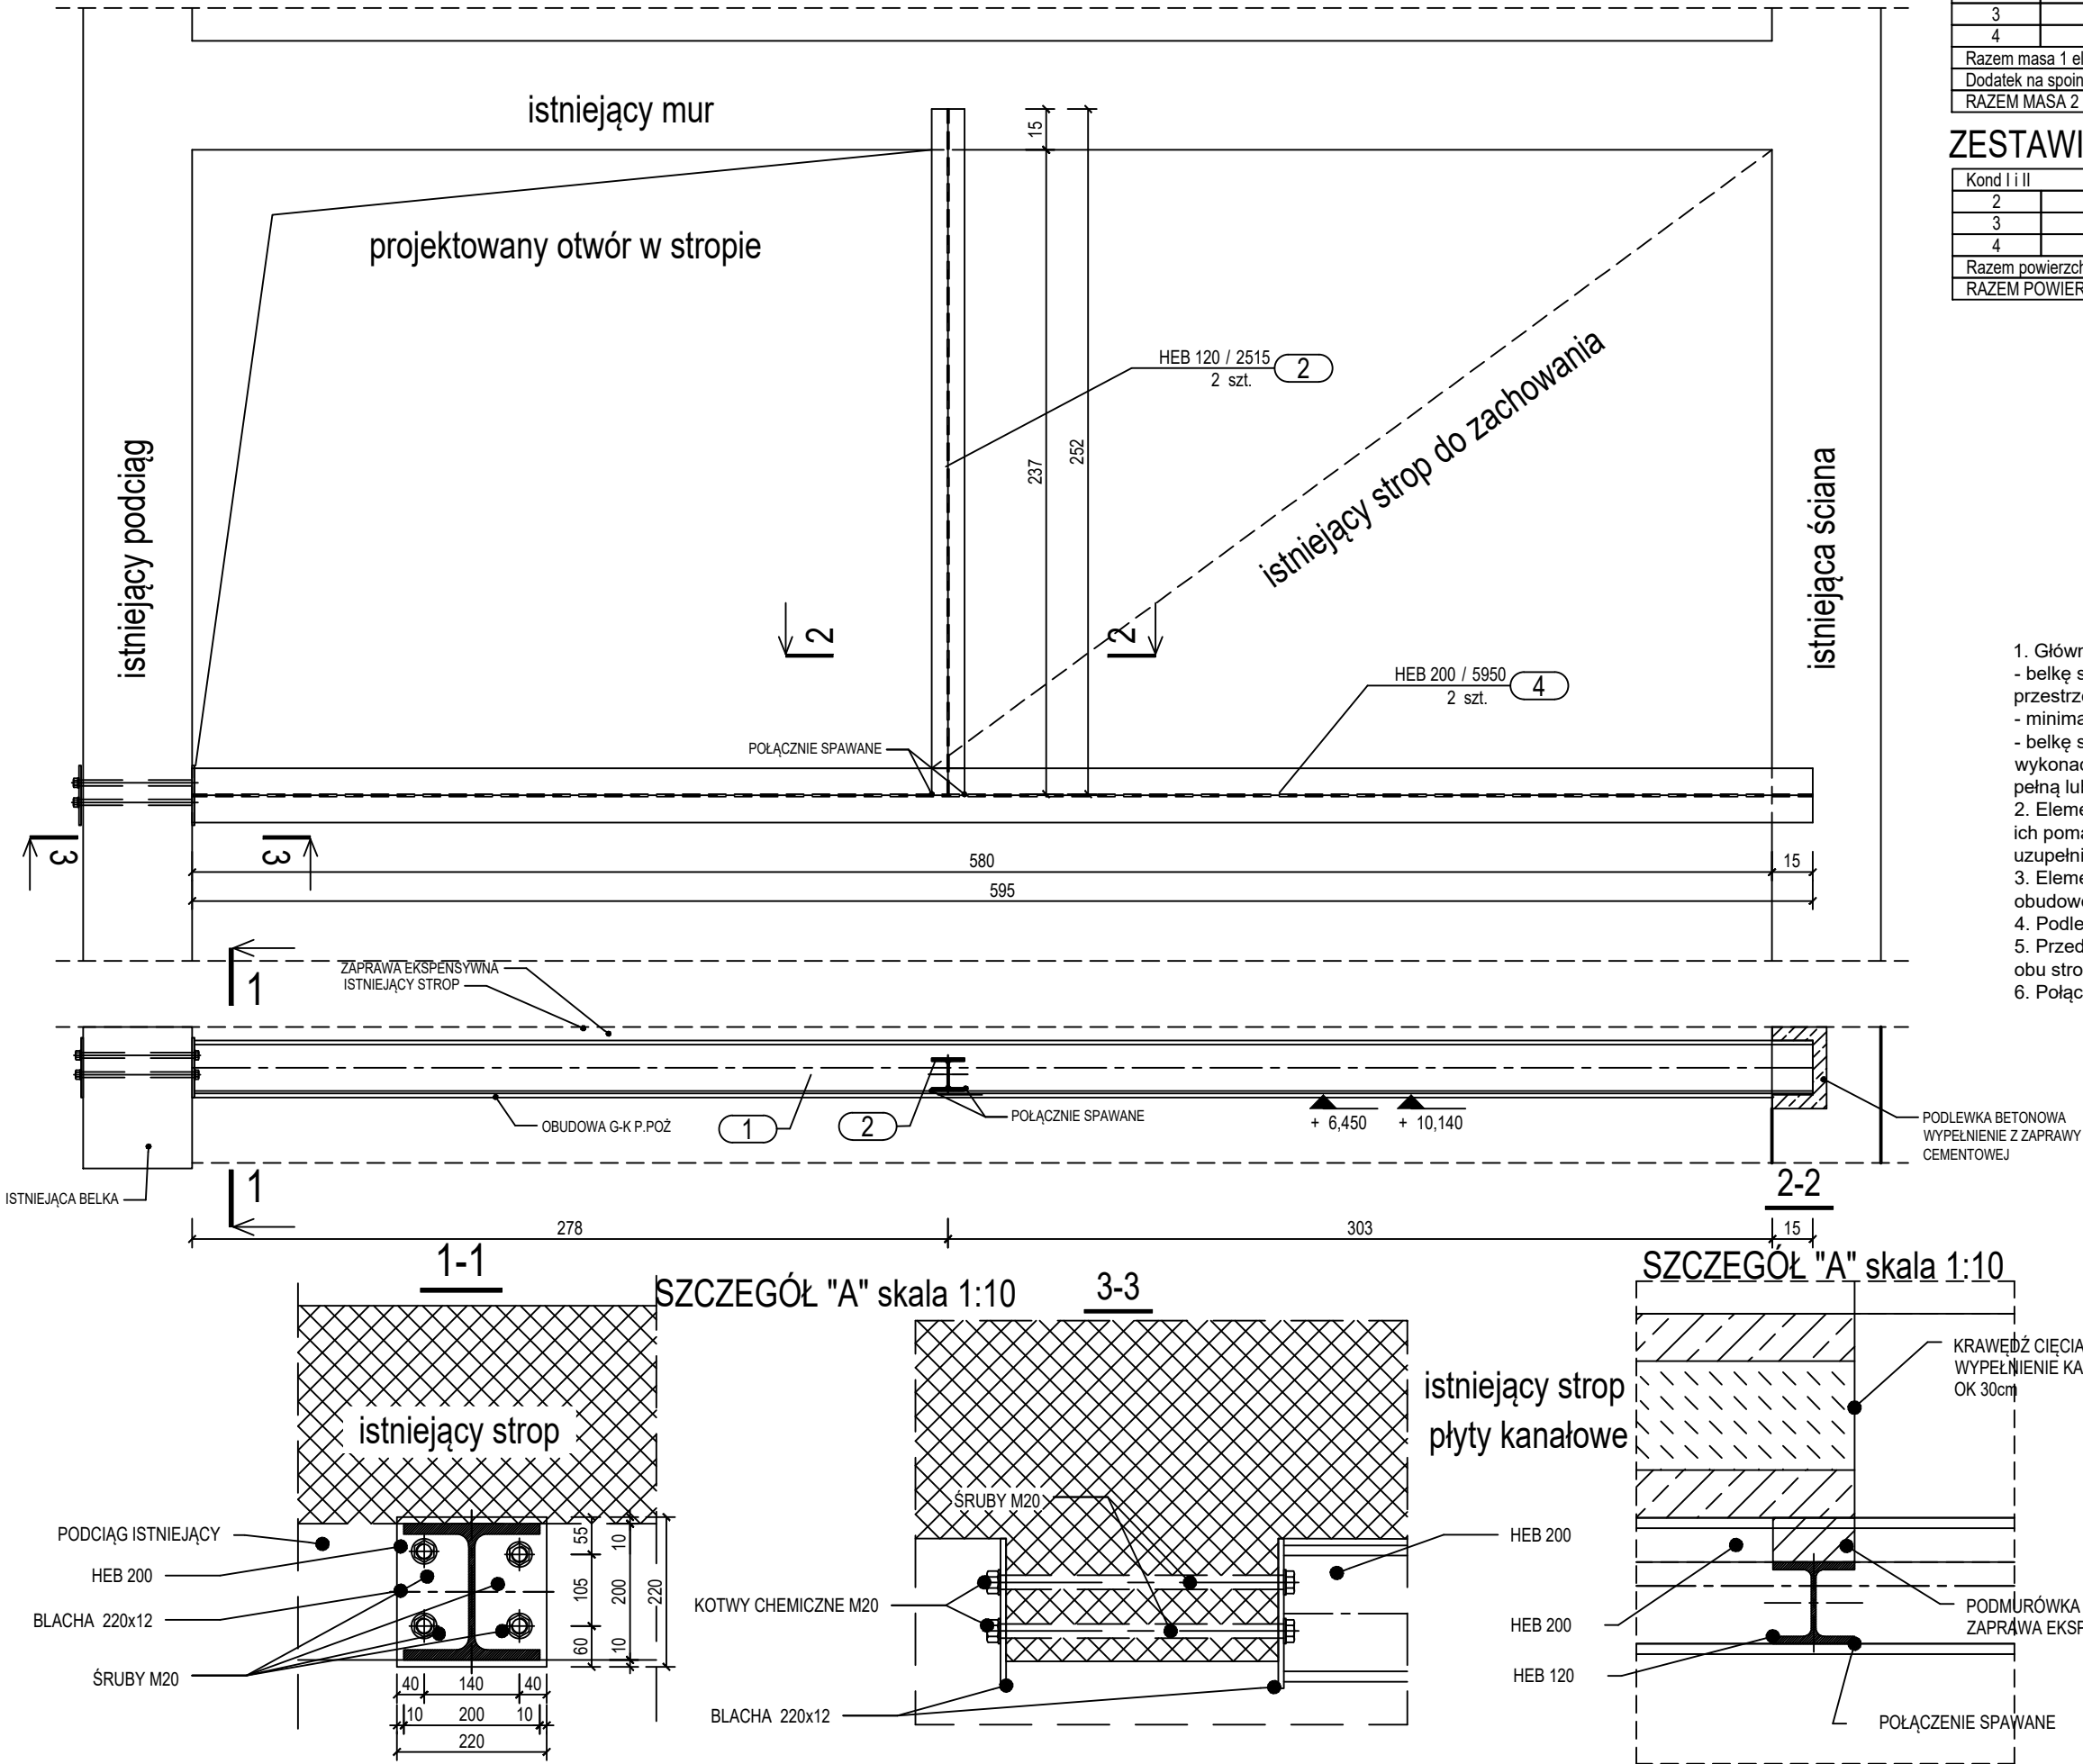 3
4
Razem masa 1 el
Dodatek na spoin
RAZEM MASA 2
ZESTAWI
Kond I i II
2
3
4
Razem powierzch
RAZEM POWIER
istniejący mur
15
projektowany otwór w stropie
HEB 120 / 2515
2 szt.
2
237
252
istniejący strop do zachowania
istniejący podciąg
istniejąca ściana
2
2
HEB 200 / 5950
2 szt.
4
POŁĄCZNIE SPAWANE
3
3
580
15
595
1. Główn
- belkę s
przestrze
- minima
- belkę s
wykonac
pełną lub
2. Eleme
ich poma
uzupełni
3. Eleme
obudowe
4. Podle
5. Przed
obu stro
6. Połąc
1
ZAPRAWA EKSPENSYWNA
ISTNIEJĄCY STROP
OBUDOWA G-K P.POŻ
1
2
POŁĄCZNIE SPAWANE
+ 6,450
+ 10,140
PODLEWKA BETONOWA
WYPEŁNIENIE Z ZAPRAWY
CEMENTOWEJ
ISTNIEJĄCA BELKA
1
2-2
278
303
15
1-1
SZCZEGÓŁ "A" skala 1:10
3-3
SZCZEGÓŁ "A" skala 1:10
istniejący strop
PODCIĄG ISTNIEJĄCY
HEB 200
BLACHA 220x12
ŚRUBY M20
55
105
60
10
200
10
220
40
140
40
10
200
10
220
ŚRUBY M20
KOTWY CHEMICZNE M20
BLACHA 220x12
HEB 200
istniejący strop
płyty kanałowe
KRAWĘDŹ CIĘCIA
WYPEŁNIENIE KA
OK 30cm
HEB 200
HEB 120
PODMURÓWKA
ZAPRAWA EKSP
POŁĄCZENIE SPAWANE